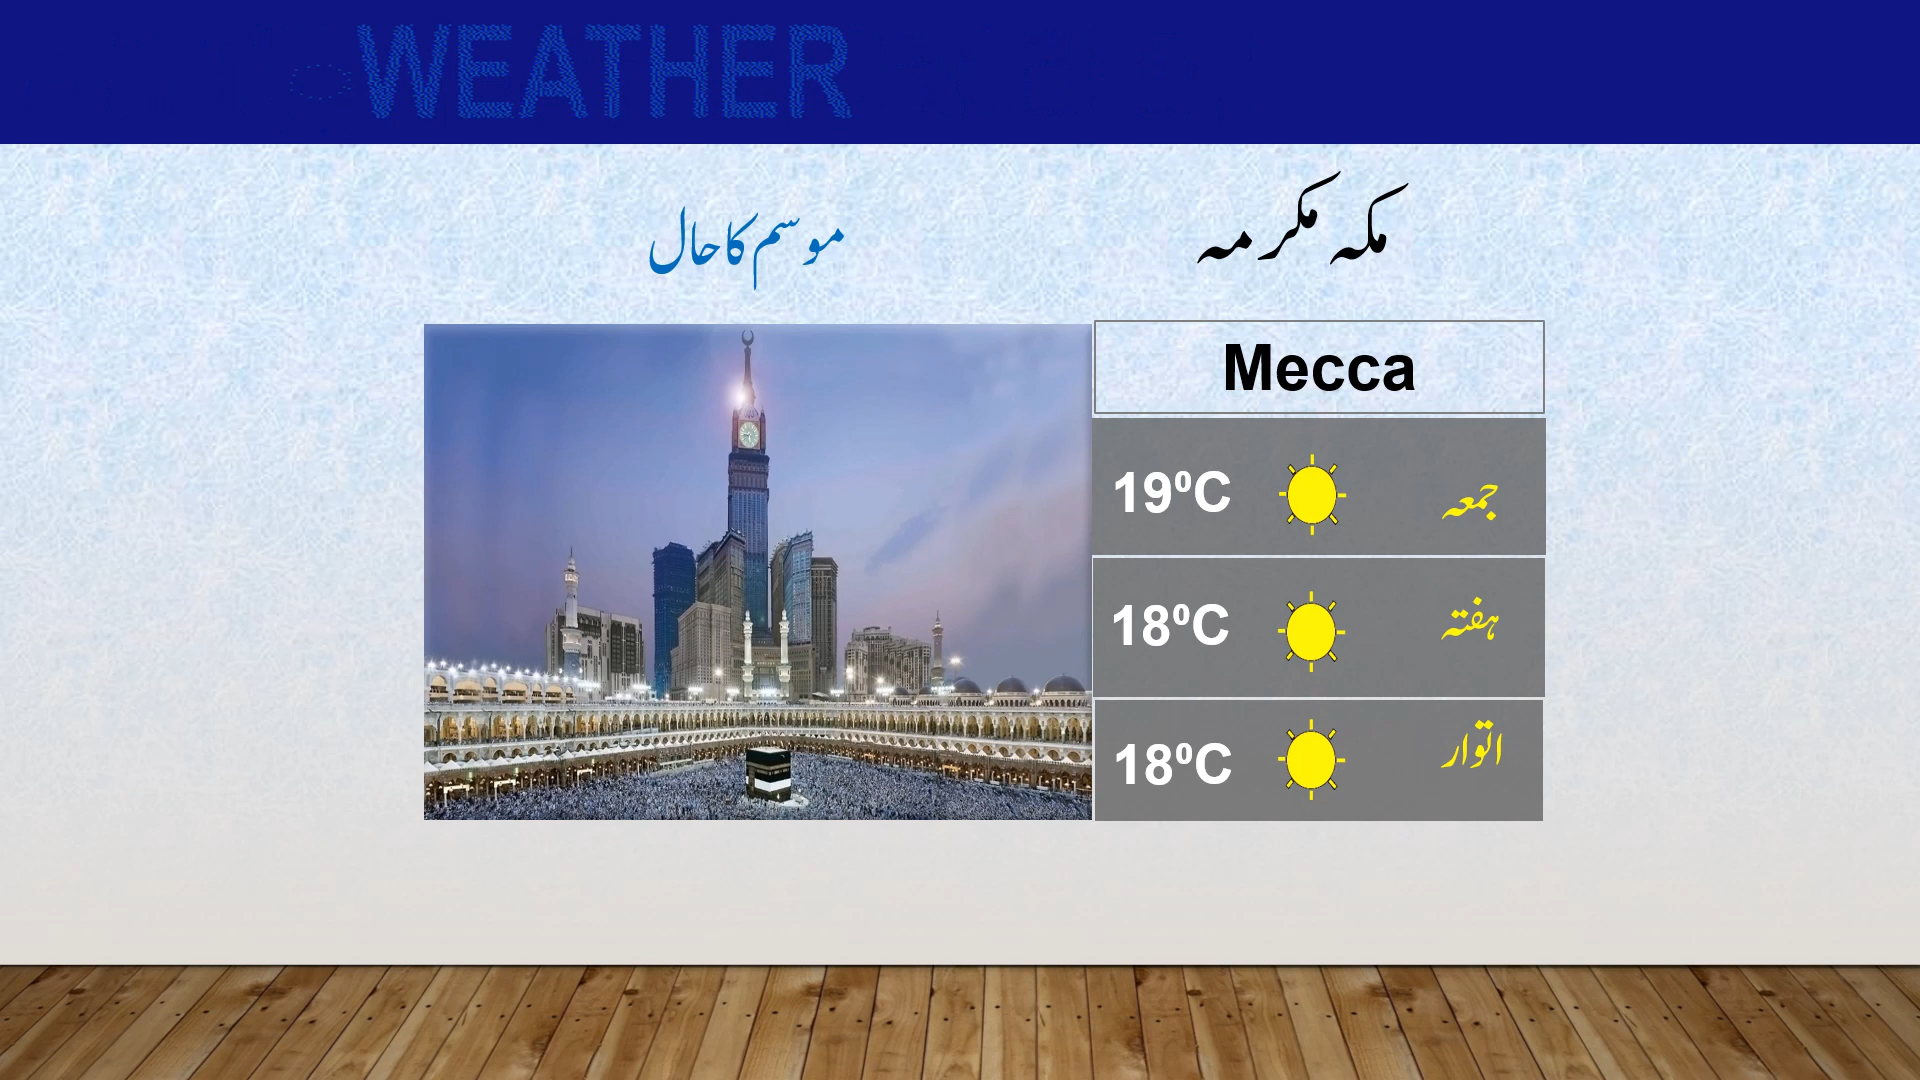 WEATHER
موسم کا حال
مکہ مکرمہ
Mecca
19⁰C جمعہ
18⁰C ہفتہ
18⁰C اتوار